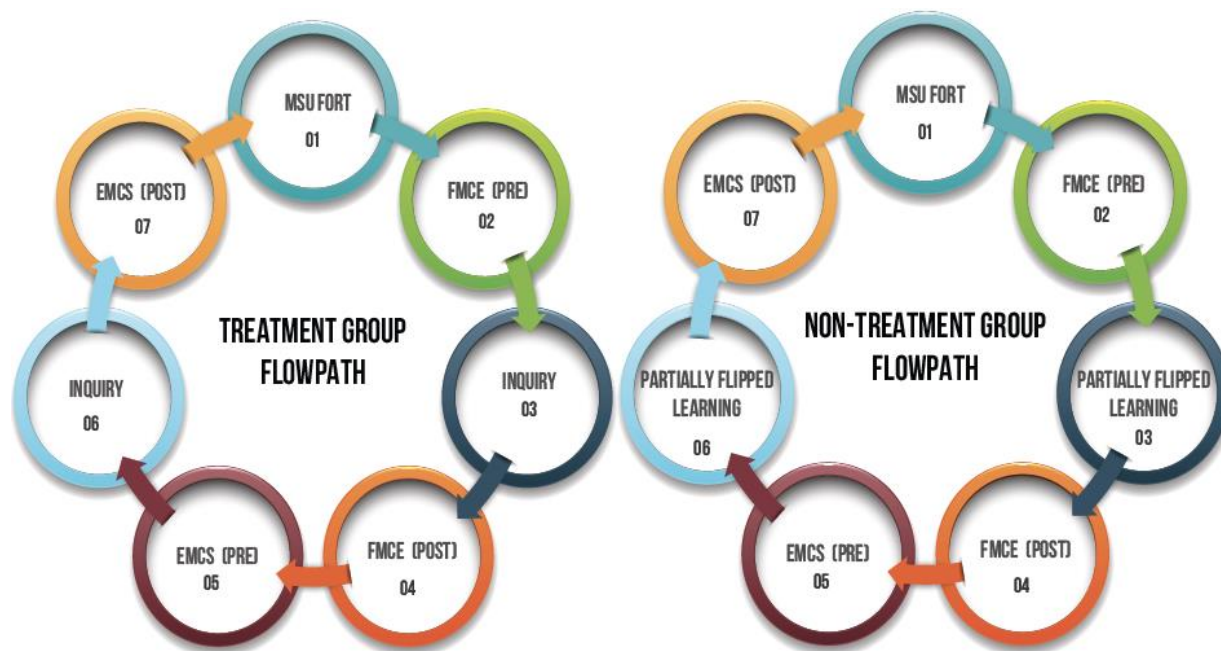 MSU FORT
01
FMCE (PRE)
02
INQUIRY
03
FMCE (POST)
04
EMCS (PRE)
05
INQUIRY
06
EMCS (POST)
07
TREATMENT GROUP
FLOWPATH
MSU FORT
01
FMCE (PRE)
02
PARTIALLY FLIPPED
LEARNING
03
FMCE (POST)
04
EMCS (PRE)
05
PARTIALLY FLIPPED
LEARNING
06
EMCS (POST)
07
NON-TREATMENT GROUP
FLOWPATH